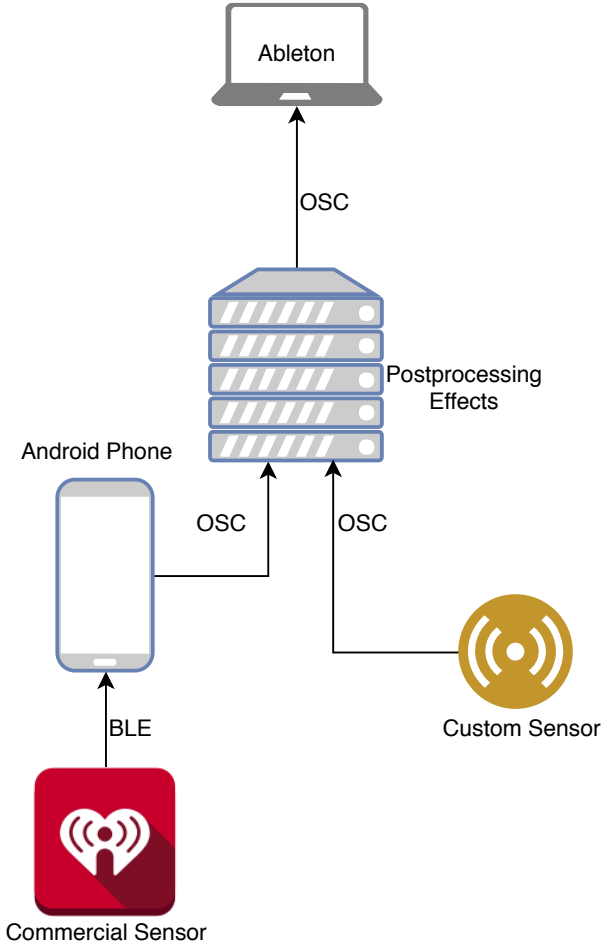 Ableton
OSC
Postprocessing
Effects
Android Phone
OSC
OSC
Custom Sensor
BLE
Commercial Sensor